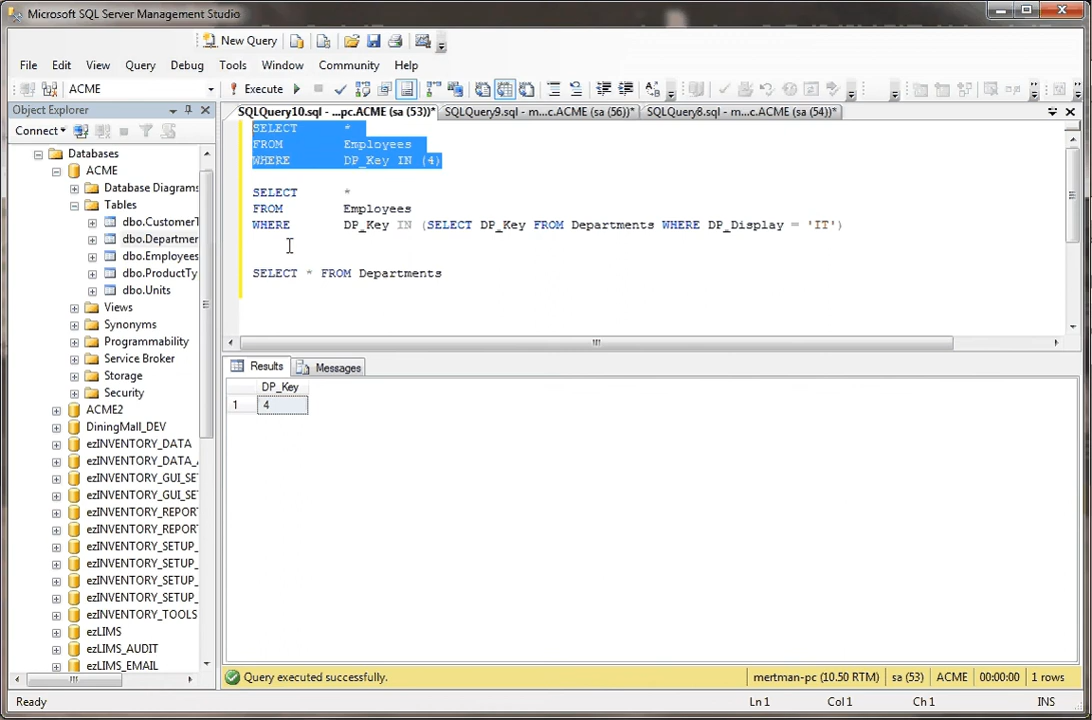 Microsoft SQL Server Management Studio
New Query
File Edit View Query Debug Tools Window Community Help
ACME Execute
Object Explorer
SQLQuery10.sql - ...pc.ACME (sa (53))* SQLQuery9.sql - m...c.ACME (sa (56))* SQLQuery8.sql - m...c.ACME (sa (54))*
Connect
Databases
ACME
Database Diagrams
Tables
dbo.CustomerT
dbo.Departmer
dbo.Employees
dbo.ProductTy
dbo.Units
Views
Synonyms
Programmability
Service Broker
Storage
Security
ACME2
DiningMall_DEV
ezINVENTORY_DATA
ezINVENTORY_DATA_
ezINVENTORY_GUI_SE
ezINVENTORY_GUI_SE
ezINVENTORY_REPOR
ezINVENTORY_REPOR
ezINVENTORY_SETUP_
ezINVENTORY_SETUP_
ezINVENTORY_SETUP_
ezINVENTORY_SETUP_
ezINVENTORY_TOOLS
ezLIMS
ezLIMS_AUDIT
ezLIMS_EMAIL
SELECT *
FROM Employees
WHERE DP_Key IN (4)
SELECT *
FROM Employees
WHERE DP_Key IN (SELECT DP_Key FROM Departments WHERE DP_Display = 'IT')
SELECT * FROM Departments
Results Messages
DP_Key
1 4
Query executed successfully. mertman-pc (10.50 RTM) sa (53) ACME 00:00:00 1 rows
Ready Ln 1 Col 1 Ch 1 INS